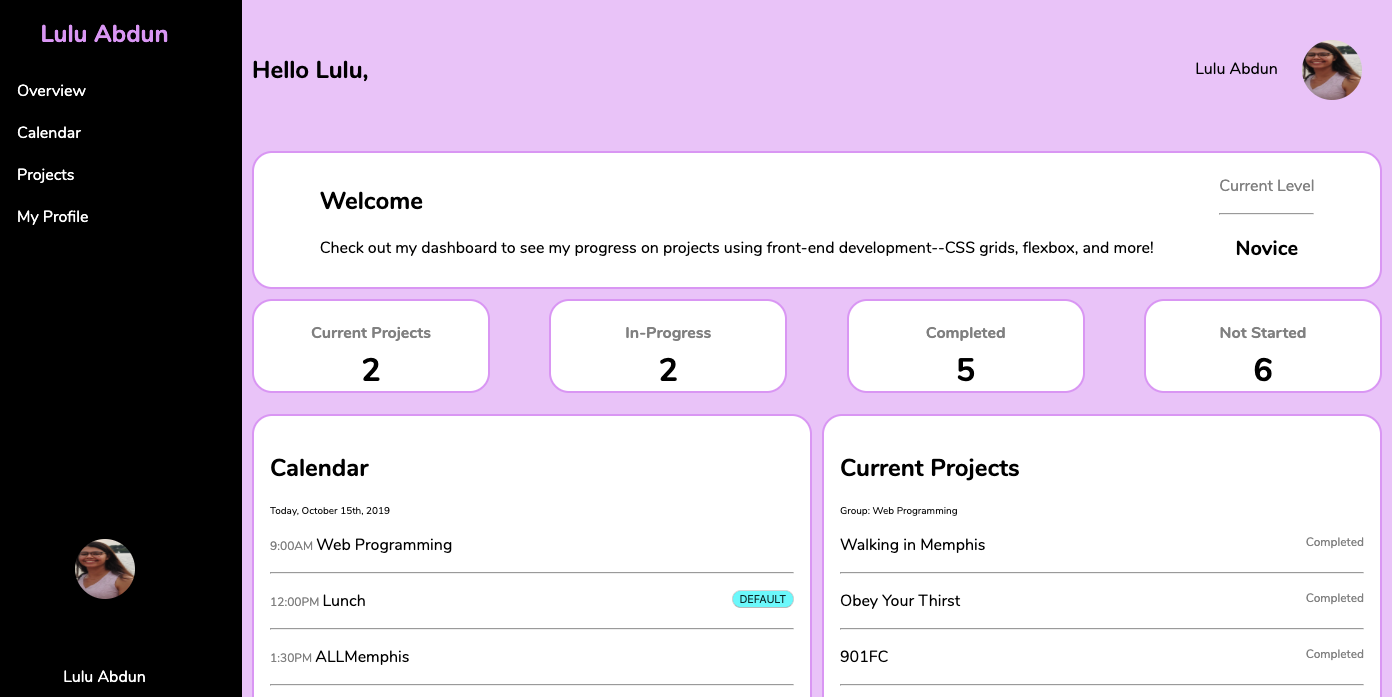 Lulu Abdun
Overview
Calendar
Projects
My Profile
Lulu Abdun
Hello Lulu,
Lulu Abdun
Welcome
Check out my dashboard to see my progress on projects using front-end development--CSS grids, flexbox, and more!
Current Level
Novice
Current Projects
2
In-Progress
2
Completed
5
Not Started
6
Calendar
Today, October 15th, 2019
9:00AM Web Programming
12:00PM Lunch DEFAULT
1:30PM ALLMemphis
Current Projects
Group: Web Programming
Walking in Memphis Completed
Obey Your Thirst Completed
901FC Completed